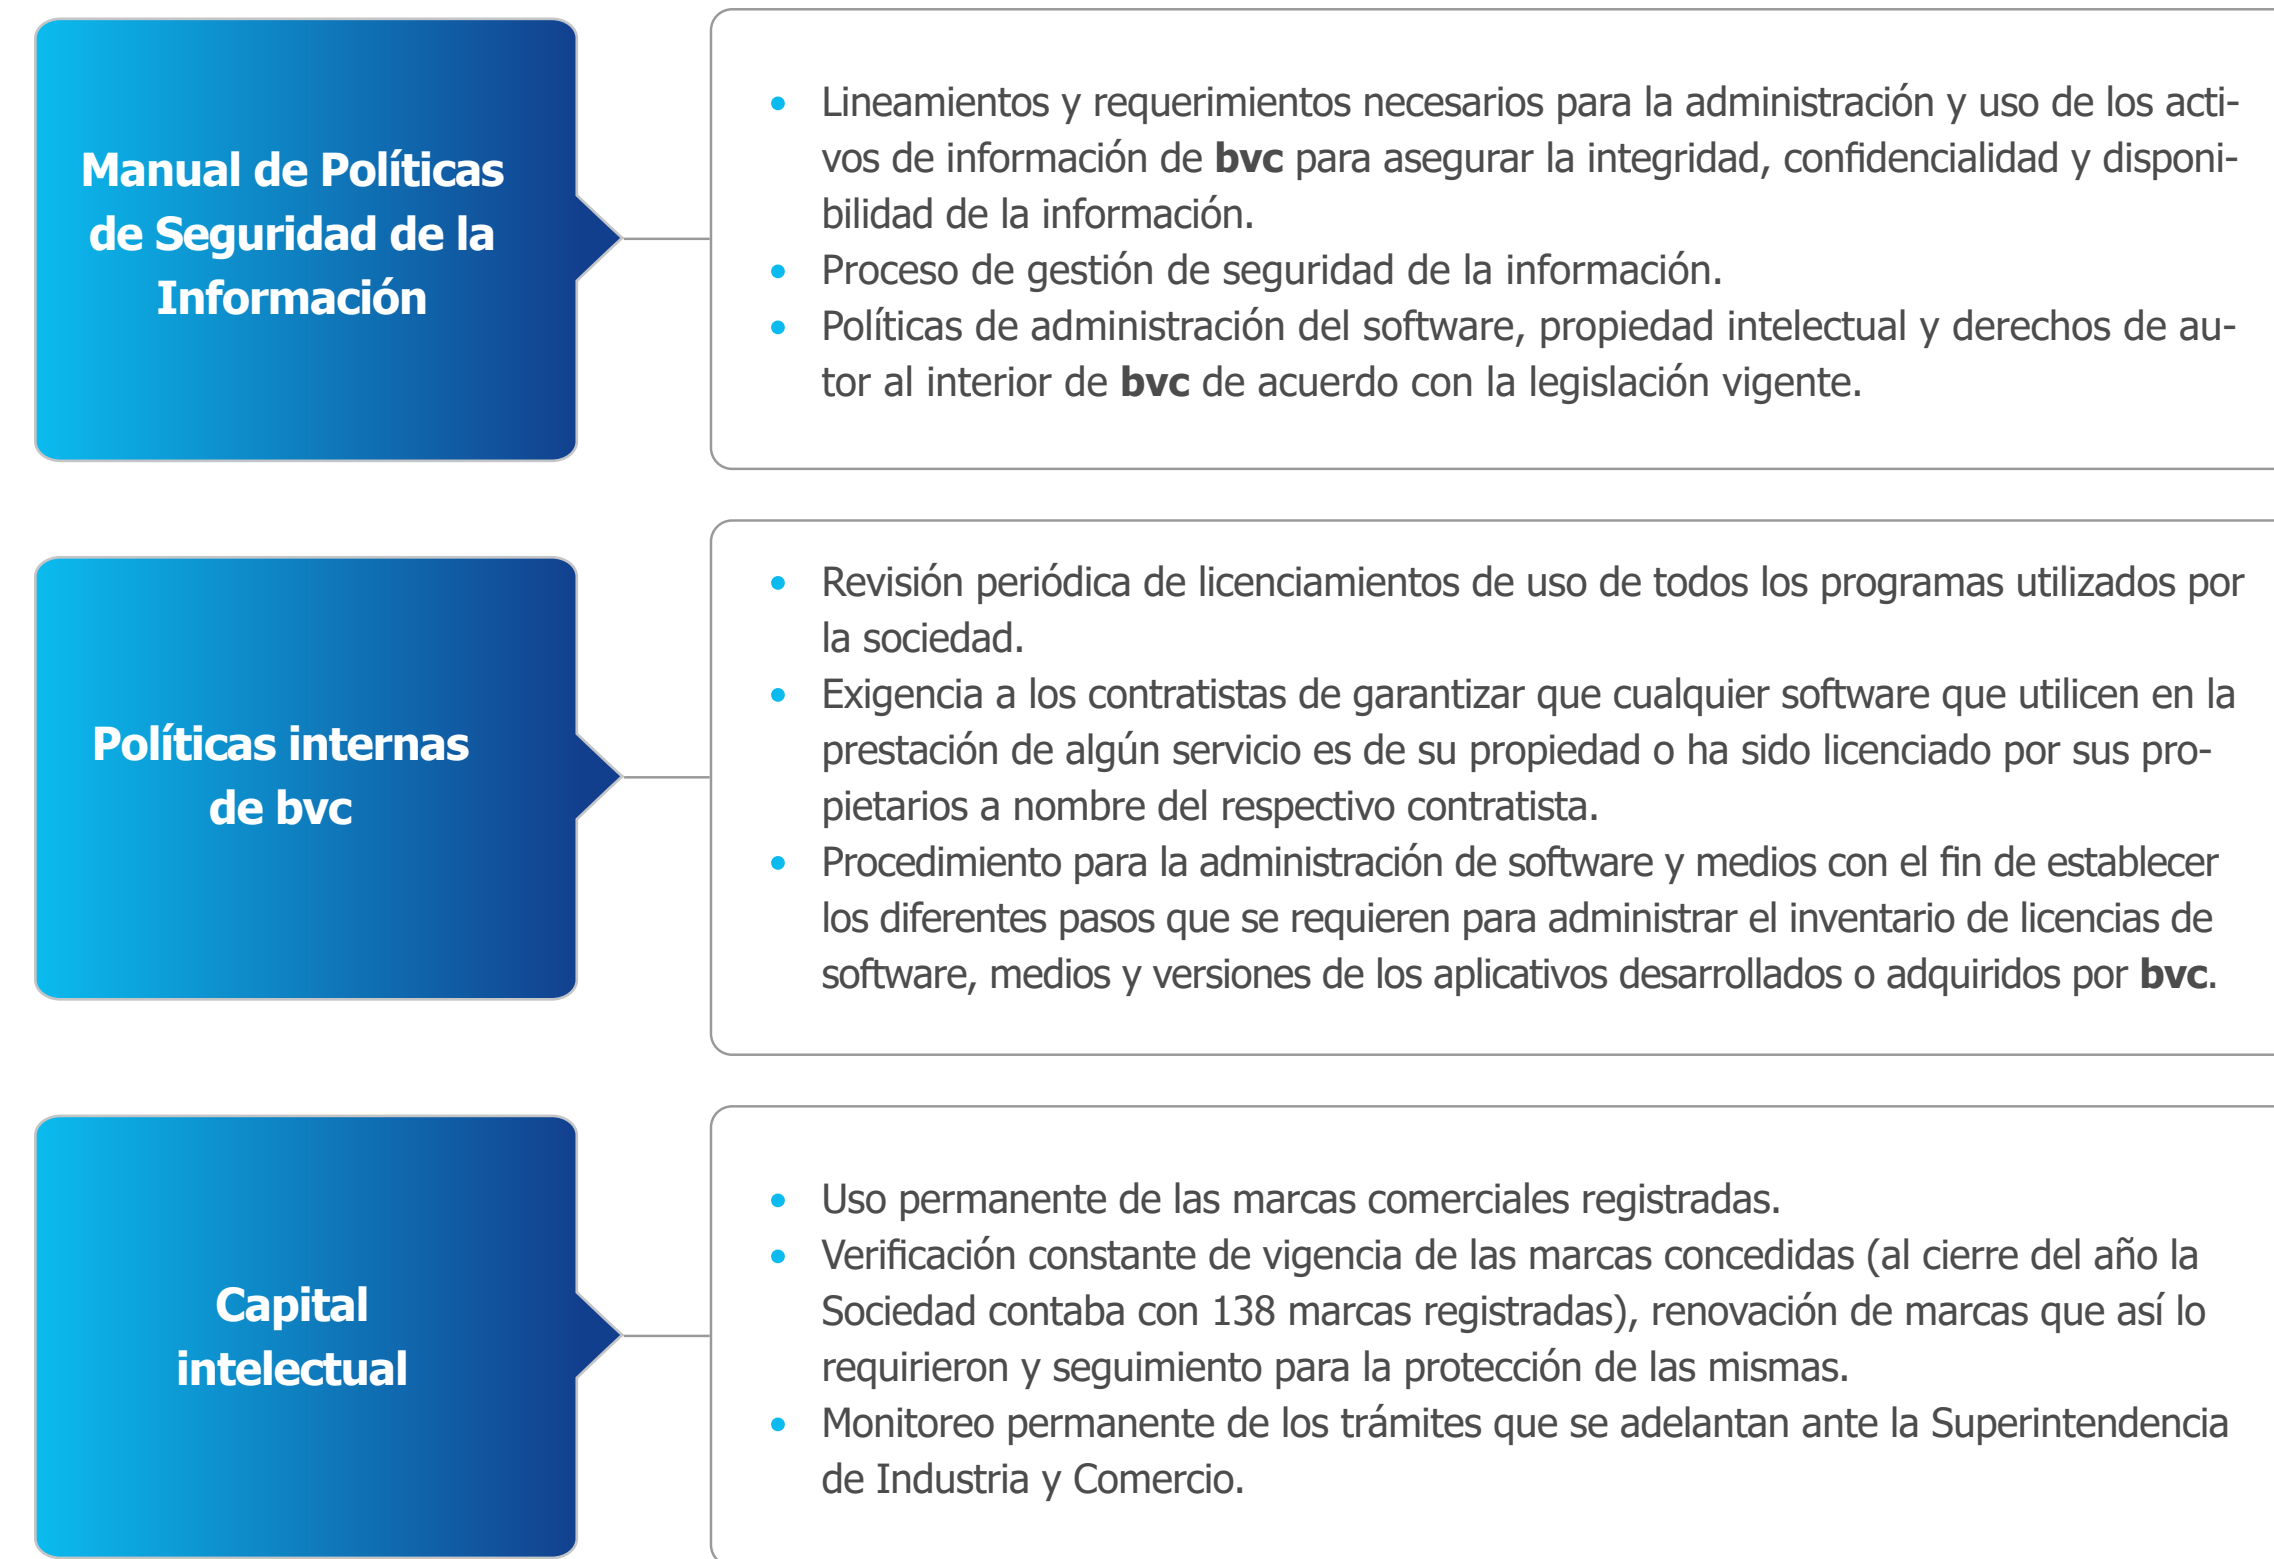 Manual de Políticas
de Seguridad de la
Información
• Lineamientos y requerimientos necesarios para la administración y uso de los acti-
vos de información de bvc para asegurar la integridad, confidencialidad y disponi-
bilidad de la información.
• Proceso de gestión de seguridad de la información.
• Políticas de administración del software, propiedad intelectual y derechos de au-
tor al interior de bvc de acuerdo con la legislación vigente.
Políticas internas
de bvc
• Revisión periódica de licenciamientos de uso de todos los programas utilizados por
la sociedad.
• Exigencia a los contratistas de garantizar que cualquier software que utilicen en la
prestación de algún servicio es de su propiedad o ha sido licenciado por sus pro-
pietarios a nombre del respectivo contratista.
• Procedimiento para la administración de software y medios con el fin de establecer
los diferentes pasos que se requieren para administrar el inventario de licencias de
software, medios y versiones de los aplicativos desarrollados o adquiridos por bvc.
Capital
intelectual
• Uso permanente de las marcas comerciales registradas.
• Verificación constante de vigencia de las marcas concedidas (al cierre del año la
Sociedad contaba con 138 marcas registradas), renovación de marcas que así lo
requirieron y seguimiento para la protección de las mismas.
• Monitoreo permanente de los trámites que se adelantan ante la Superintendencia
de Industria y Comercio.